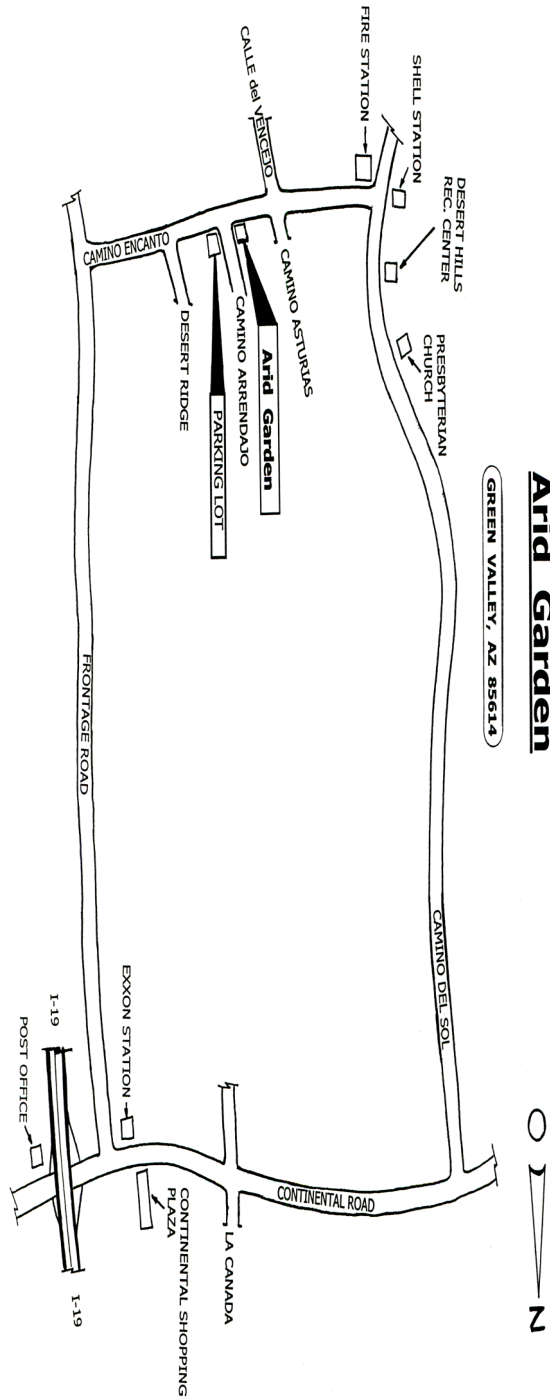 Arid Garden
GREEN VALLEY, AZ 85614
N
FIRE STATION
SHELL STATION
DESERT HILLS
REC. CENTER
PRESBYTERIAN
CHURCH
CALLE del VENCEJO
CAMINO ASTURIAS
Arid Garden
CAMINO ARRENDAJO
PARKING LOT
DESERT RIDGE
CAMINO ENCANTO
CAMINO DEL SOL
FRONTAGE ROAD
CONTINENTAL ROAD
LA CANADA
CONTINENTAL SHOPPING
PLAZA
EXXON STATION
I-19
I-19
POST OFFICE